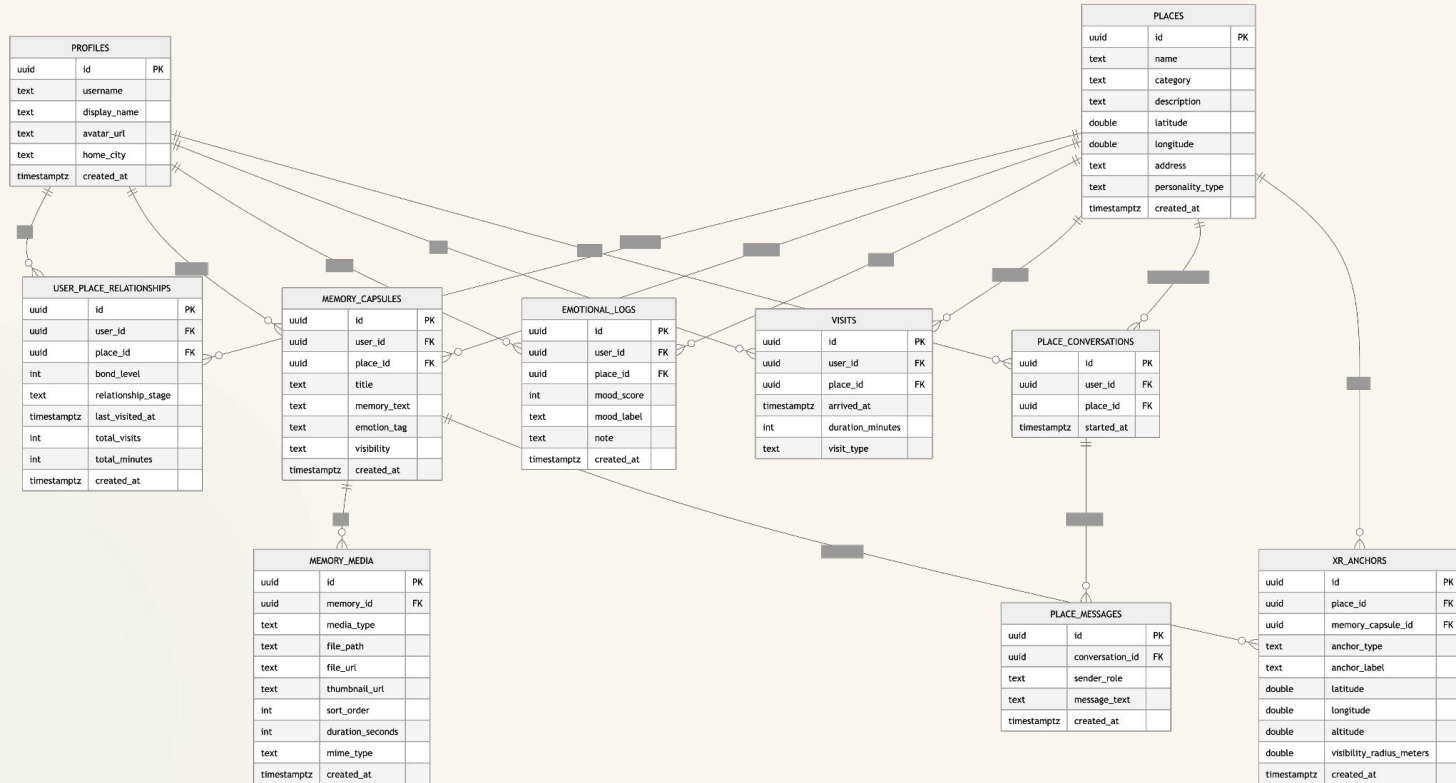 PROFILES
uuid id PK
text username
text display_name
text avatar_url
text home_city
timestamptz created_at
PLACES
uuid id PK
text name
text category
text description
double latitude
double longitude
text address
text personality_type
timestamptz created_at
USER_PLACE_RELATIONSHIPS
uuid id PK
uuid user_id FK
uuid place_id FK
int bond_level
text relationship_stage
timestamptz last_visited_at
int total_visits
int total_minutes
timestamptz created_at
MEMORY_CAPSULES
uuid id PK
uuid user_id FK
uuid place_id FK
text title
text memory_text
text emotion_tag
text visibility
timestamptz created_at
EMOTIONAL_LOGS
uuid id PK
uuid user_id FK
uuid place_id FK
int mood_score
text mood_label
text note
timestamptz created_at
VISITS
uuid id PK
uuid user_id FK
uuid place_id FK
timestamptz arrived_at
int duration_minutes
text visit_type
PLACE_CONVERSATIONS
uuid id PK
uuid user_id FK
uuid place_id FK
timestamptz started_at
MEMORY_MEDIA
uuid id PK
uuid memory_id FK
text media_type
text file_path
text file_url
text thumbnail_url
int sort_order
int duration_seconds
text mime_type
timestamptz created_at
PLACE_MESSAGES
uuid id PK
uuid conversation_id FK
text sender_role
text message_text
timestamptz created_at
XR_ANCHORS
uuid id PK
uuid place_id FK
uuid memory_capsule_id FK
text anchor_type
text anchor_label
double latitude
double longitude
double altitude
double visibility_radius_meters
timestamptz created_at